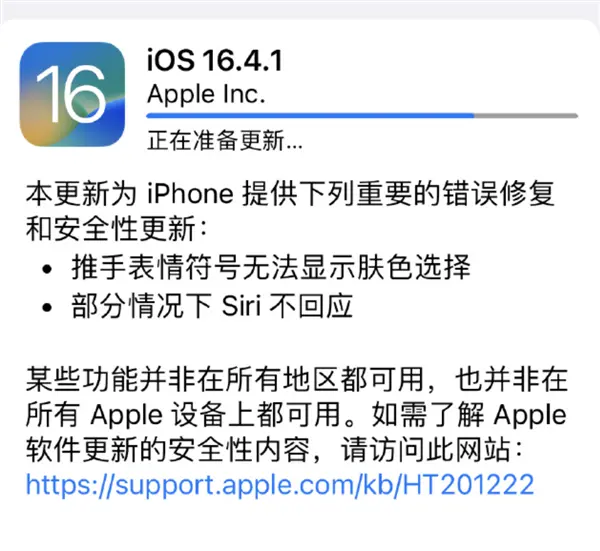 16
iOS 16.4.1
Apple Inc.
正在准备更新...
本更新为 iPhone 提供下列重要的错误修复
和安全性更新：
• 推手表情符号无法显示肤色选择
• 部分情况下 Siri 不回应
某些功能并非在所有地区都可用，也并非在
所有 Apple 设备上都可用。如需了解 Apple
软件更新的安全性内容，请访问此网站：
https://support.apple.com/kb/HT201222